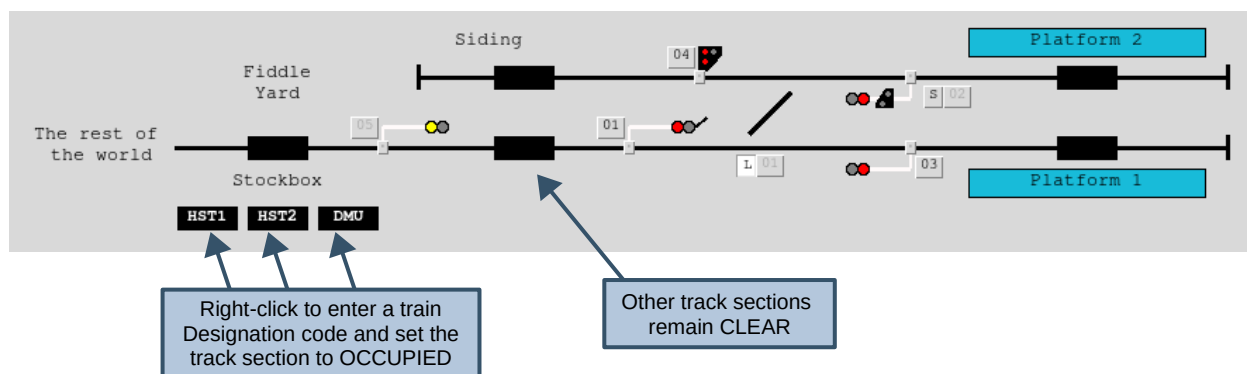 Siding
04
Platform 2
Fiddle
Yard
S 02
The rest of
the world
05
01
L 01
03
Stockbox
Platform 1
HST1 HST2 DMU
Right-click to enter a train
Designation code and set the
track section to OCCUPIED
Other track sections
remain CLEAR